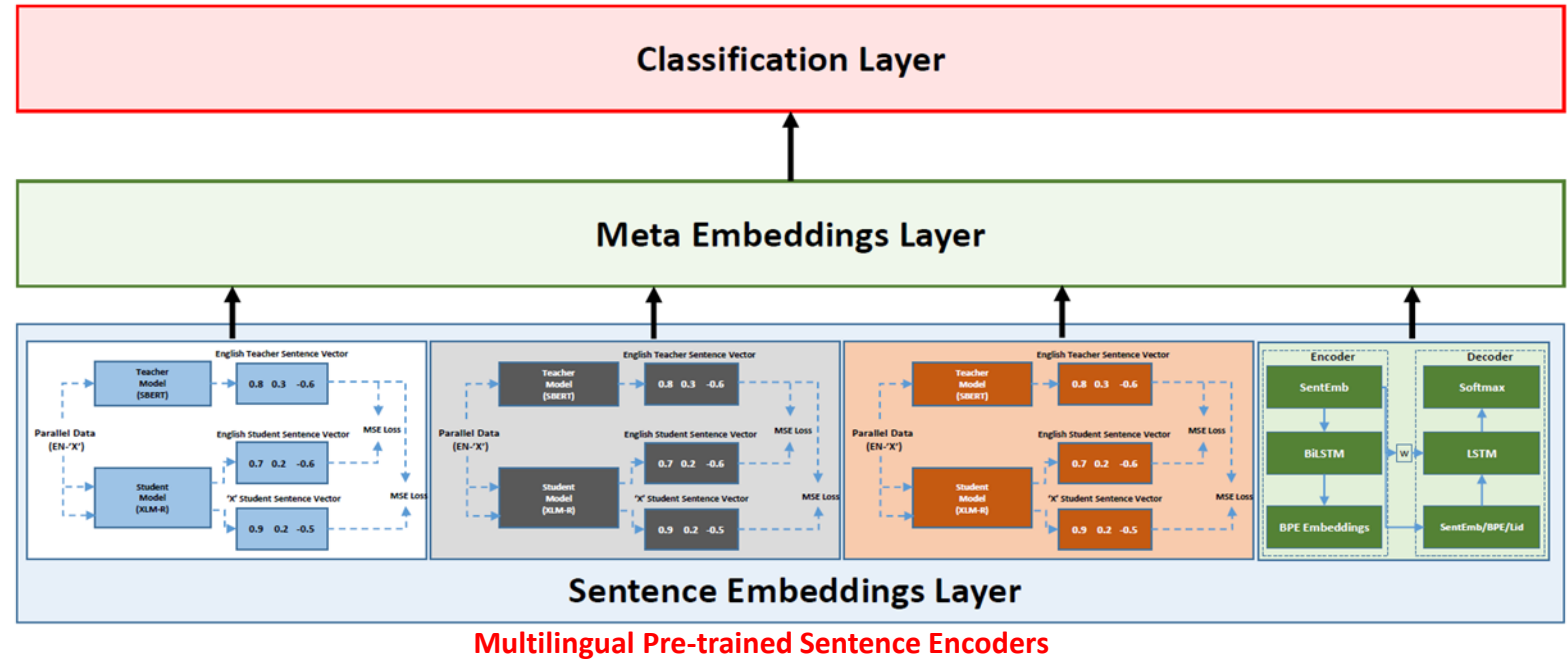 Classification Layer
Meta Embeddings Layer
English Teacher Sentence Vector
Teacher
Model
(SBERT)
0.8 0.3 -0.6
Parallel Data
(EN-'X')
MSE Loss
English Student Sentence Vector
0.7 0.2 -0.6
Student
Model
(XLM-R)
'X' Student Sentence Vector
MSE Loss
0.9 0.2 -0.5
English Teacher Sentence Vector
Teacher
Model
(SBERT)
0.8 0.3 -0.6
Parallel Data
(EN-'X')
MSE Loss
English Student Sentence Vector
0.7 0.2 -0.6
Student
Model
(XLM-R)
'X' Student Sentence Vector
MSE Loss
0.9 0.2 -0.5
English Teacher Sentence Vector
Teacher
Model
(SBERT)
0.8 0.3 -0.6
Parallel Data
(EN-'X')
MSE Loss
English Student Sentence Vector
0.7 0.2 -0.6
Student
Model
(XLM-R)
'X' Student Sentence Vector
MSE Loss
0.9 0.2 -0.5
Encoder
SentEmb
BiLSTM
BPE Embeddings
W
Decoder
Softmax
LSTM
SentEmb/BPE/Lid
Sentence Embeddings Layer
Multilingual Pre-trained Sentence Encoders